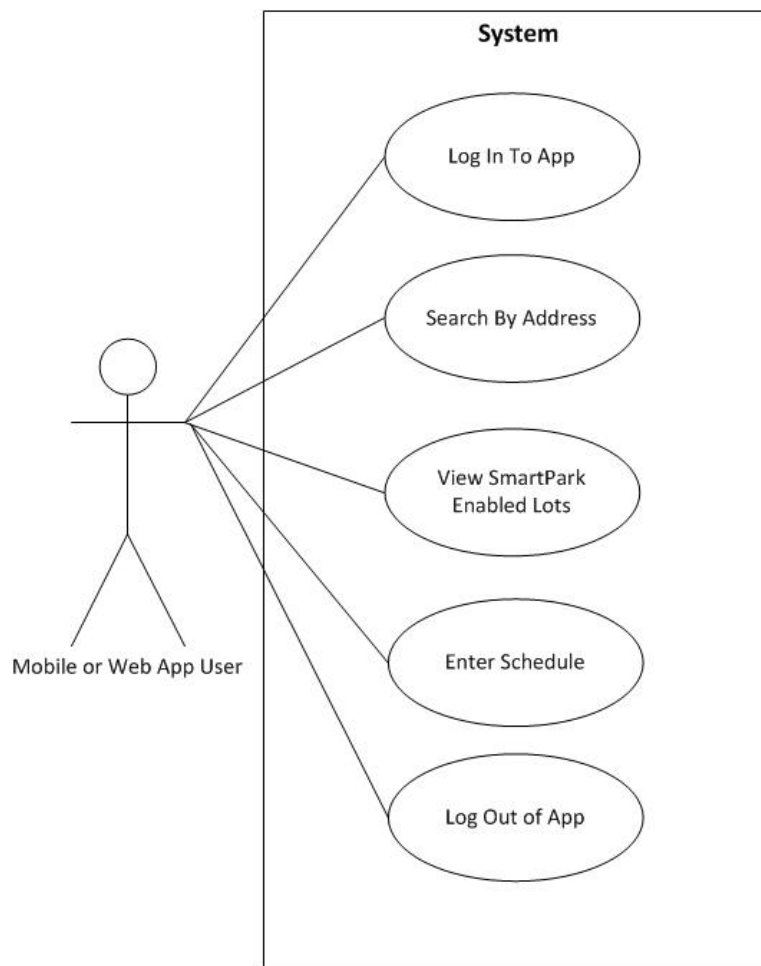 System
Log In To App
Search By Address
View SmartPark
Enabled Lots
Enter Schedule
Mobile or Web App User
Log Out of App